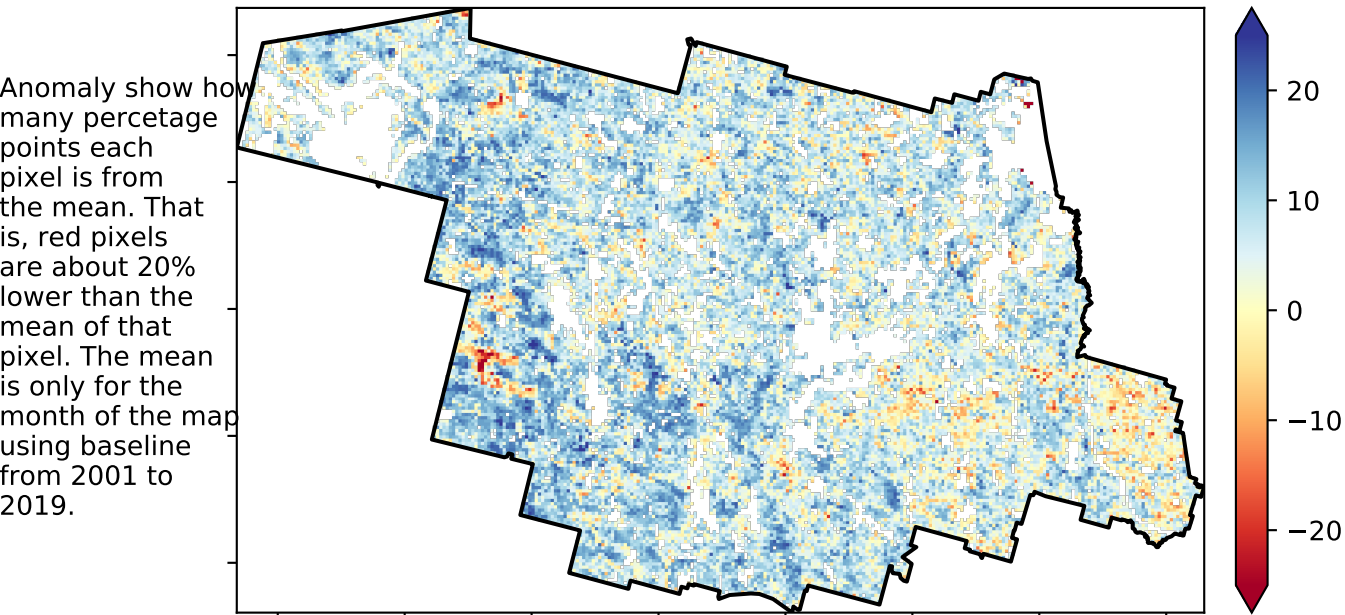 Anomaly show how
many percetage
points each
pixel is from
the mean. That
is, red pixels
are about 20%
lower than the
mean of that
pixel. The mean
is only for the
month of the map
using baseline
from 2001 to
2019.
20
10
0
−10
−20